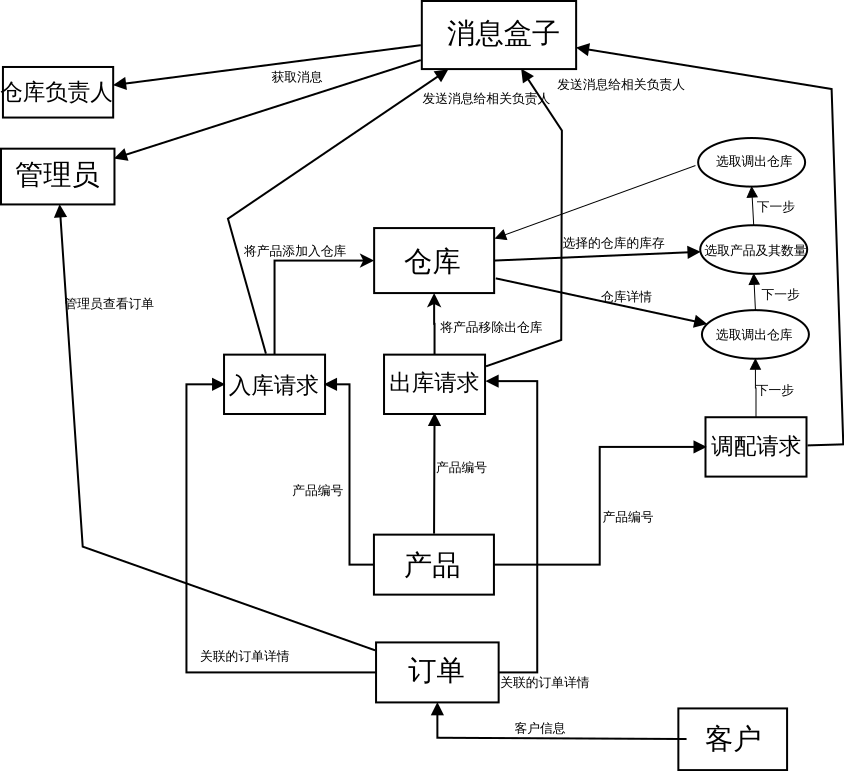 消息盒子
获取消息
发送消息给相关负责人
发送消息给相关负责人
仓库负责人
管理员
选取调出仓库
下一步
选择的仓库的库存
选取产品及其数量
将产品添加入仓库
仓库
仓库详情
下一步
管理员查看订单
将产品移除出仓库
选取调出仓库
入库请求
出库请求
下一步
调配请求
产品编号
产品编号
产品编号
产品
关联的订单详情
订单
关联的订单详情
客户信息
客户